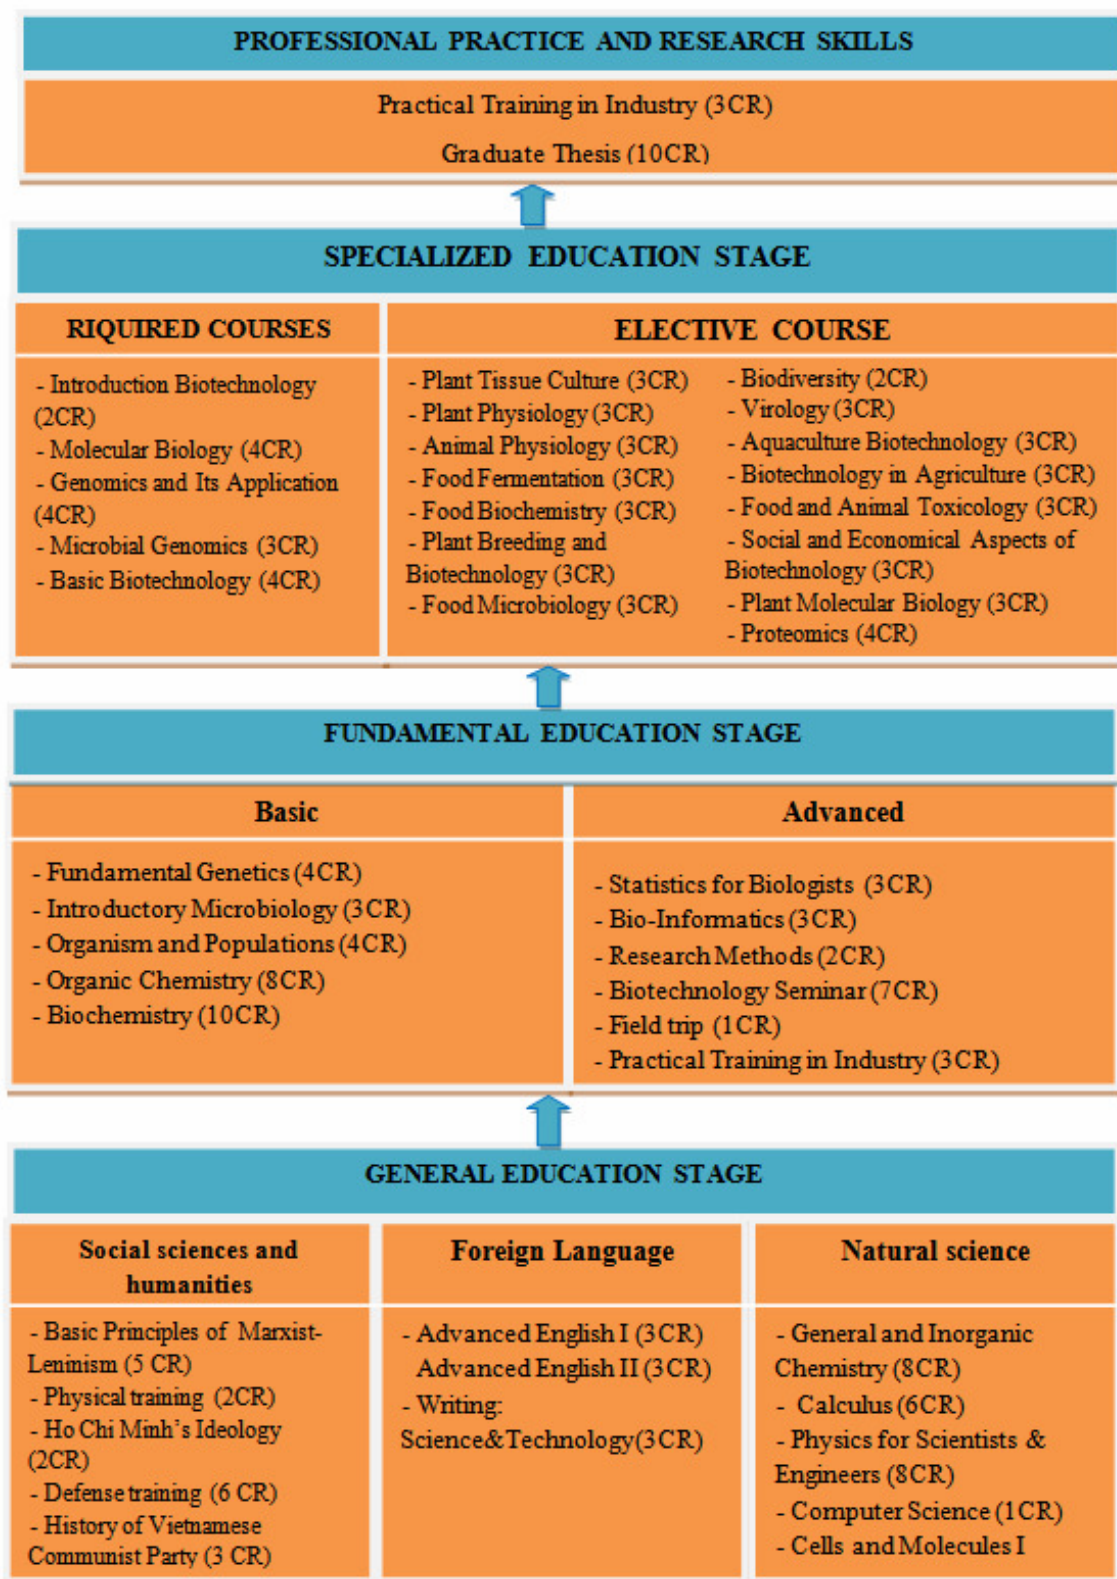 PROFESSIONAL PRACTICE AND RESEARCH SKILLS
Practical Training in Industry (3CR)
Graduate Thesis (10CR)
SPECIALIZED EDUCATION STAGE
RIQUIRED COURSES
- Introduction Biotechnology
(2CR)
- Molecular Biology (4CR)
- Genomics and Its Application
(4CR)
- Microbial Genomics (3CR)
- Basic Biotechnology (4CR)
ELECTIVE COURSE
- Plant Tissue Culture (3CR)
- Plant Physiology (3CR)
- Animal Physiology (3CR)
- Food Fermentation (3CR)
- Food Biochemistry (3CR)
- Plant Breeding and
Biotechnology (3CR)
- Food Microbiology (3CR)
- Biodiversity (2CR)
- Virology (3CR)
- Aquaculture Biotechnology (3CR)
- Biotechnology in Agriculture (3CR)
- Food and Animal Toxicology (3CR)
- Social and Economical Aspects of
Biotechnology (3CR)
- Plant Molecular Biology (3CR)
- Proteomics (4CR)
FUNDAMENTAL EDUCATION STAGE
Basic
- Fundamental Genetics (4CR)
- Introductory Microbiology (3CR)
- Organism and Populations (4CR)
- Organic Chemistry (8CR)
- Biochemistry (10CR)
Advanced
- Statistics for Biologists (3CR)
- Bio-Informatics (3CR)
- Research Methods (2CR)
- Biotechnology Seminar (7CR)
- Field trip (1CR)
- Practical Training in Industry (3CR)
GENERAL EDUCATION STAGE
Social sciences and
humanities
- Basic Principles of Marxist-
Leninism (5 CR)
- Physical training (2CR)
- Ho Chi Minh's Ideology
(2CR)
- Defense training (6 CR)
- History of Vietnamese
Communist Party (3 CR)
Foreign Language
- Advanced English I (3CR)
Advanced English II (3CR)
- Writing:
Science&Technology(3CR)
Natural science
- General and Inorganic
Chemistry (8CR)
- Calculus (6CR)
- Physics for Scientists &
Engineers (8CR)
- Computer Science (1CR)
- Cells and Molecules I